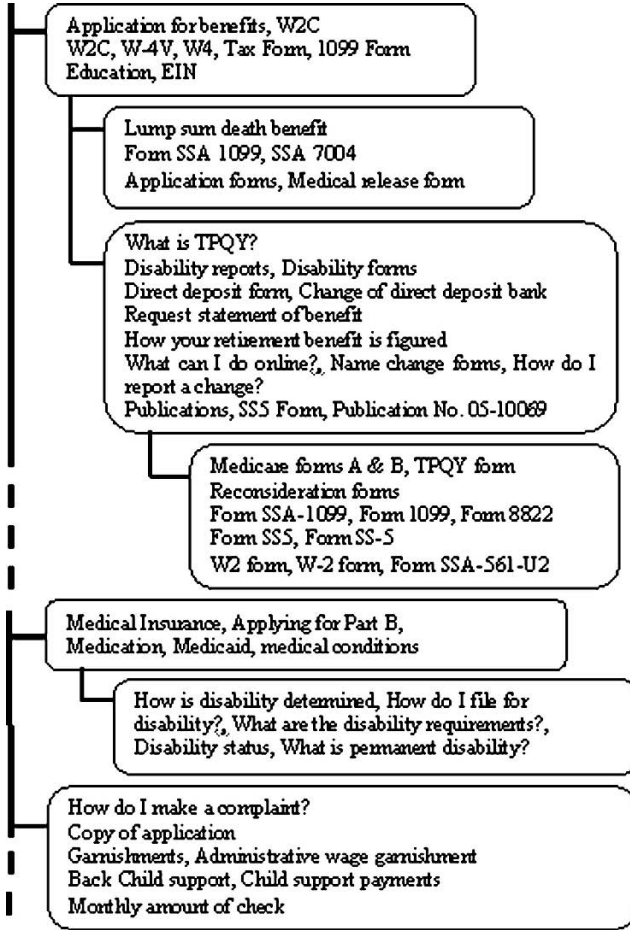 Application for benefits, W2C
W2C, W-4V, W4, Tax Form, 1099 Form
Education, EIN
Lump sum death benefit
Form SSA 1099, SSA 7004
Application forms, Medical release form
What is TPQY?
Disability reports, Disability forms
Direct deposit form, Change of direct deposit bank
Request statement of benefit
How your retirement benefit is figured
What can I do online?, Name change forms, How do I
report a change?
Publications, SS5 Form, Publication No. 05-10069
Medicare forms A & B, TPQY form
Reconsideration forms
Form SSA-1099, Form 1099, Form 8822
Form SS5, Form SS-5
W2 form, W-2 form, Form SSA-561-U2
Medical Insurance, Applying for Part B,
Medication, Medicaid, medical conditions
How is disability determined, How do I file for
disability?, What are the disability requirements?,
Disability status, What is permanent disability?
How do I make a complaint?
Copy of application
Garnishments, Administrative wage garnishment
Back Child support, Child support payments
Monthly amount of check